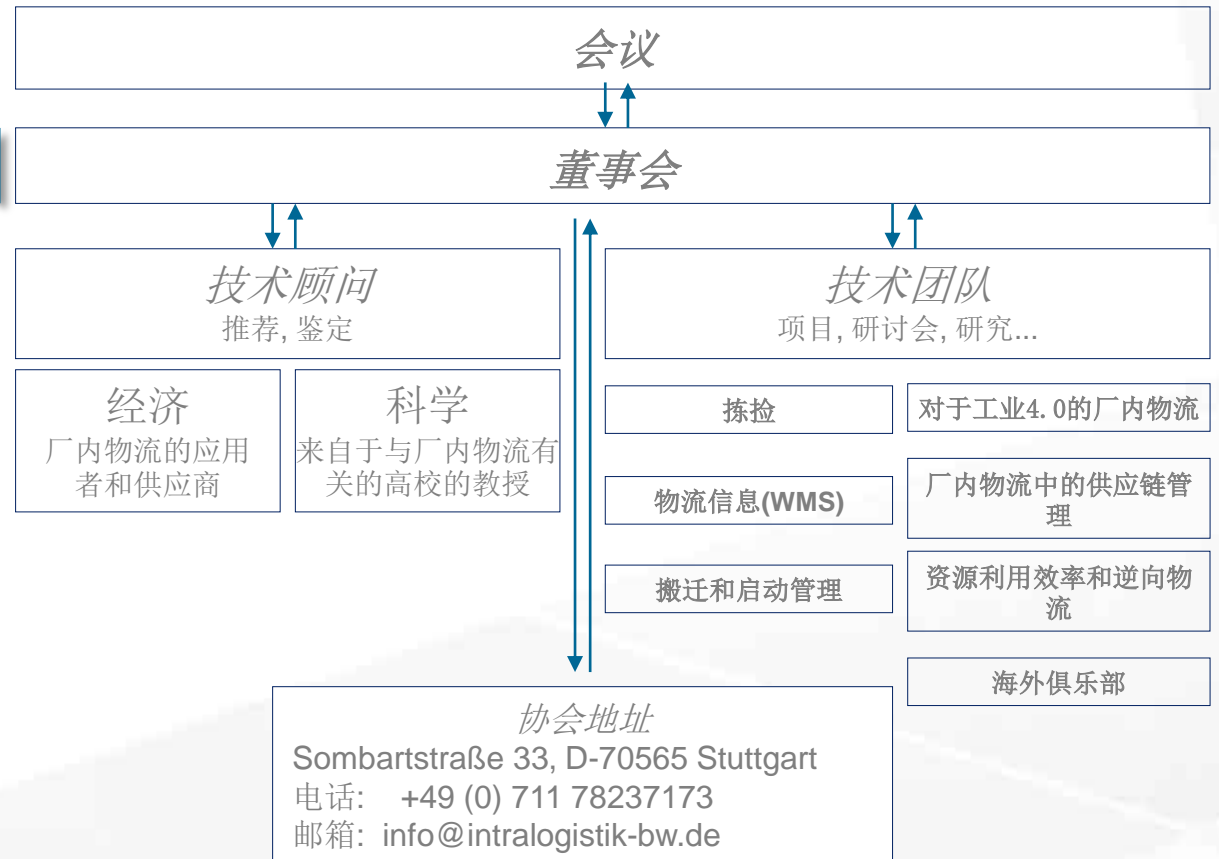 会议
董事会
技术顾问
推荐, 鉴定
技术团队
项目, 研讨会, 研究...
经济
厂内物流的应用
者和供应商
科学
来自于与厂内物流有
关的高校的教授
拣捡
对于工业4.0的厂内物流
物流信息(WMS)
厂内物流中的供应链管
理
搬迁和启动管理
资源利用效率和逆向物
流
海外俱乐部
协会地址
Sombartstraße 33, D-70565 Stuttgart
电话: +49 (0) 711 78237173
邮箱: info@intralogistik-bw.de